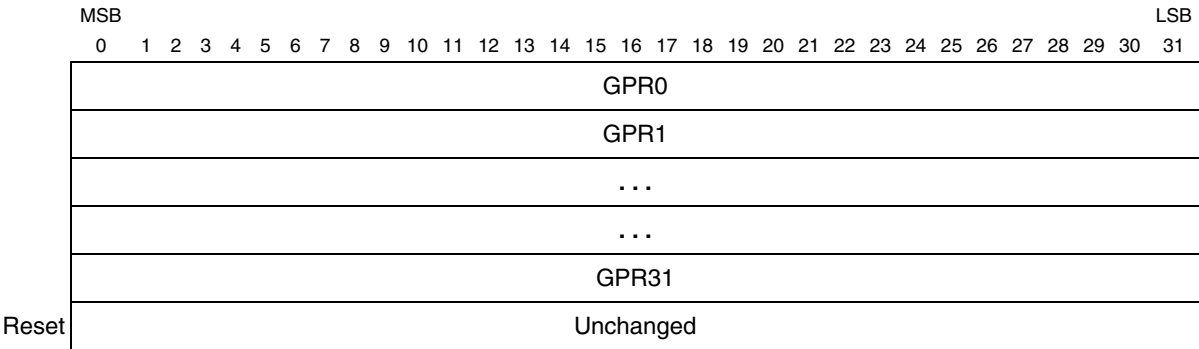 MSB LSB
0 1 2 3 4 5 6 7 8 9 10 11 12 13 14 15 16 17 18 19 20 21 22 23 24 25 26 27 28 29 30 31
GPR0
GPR1
. . .
. . .
GPR31
Reset Unchanged